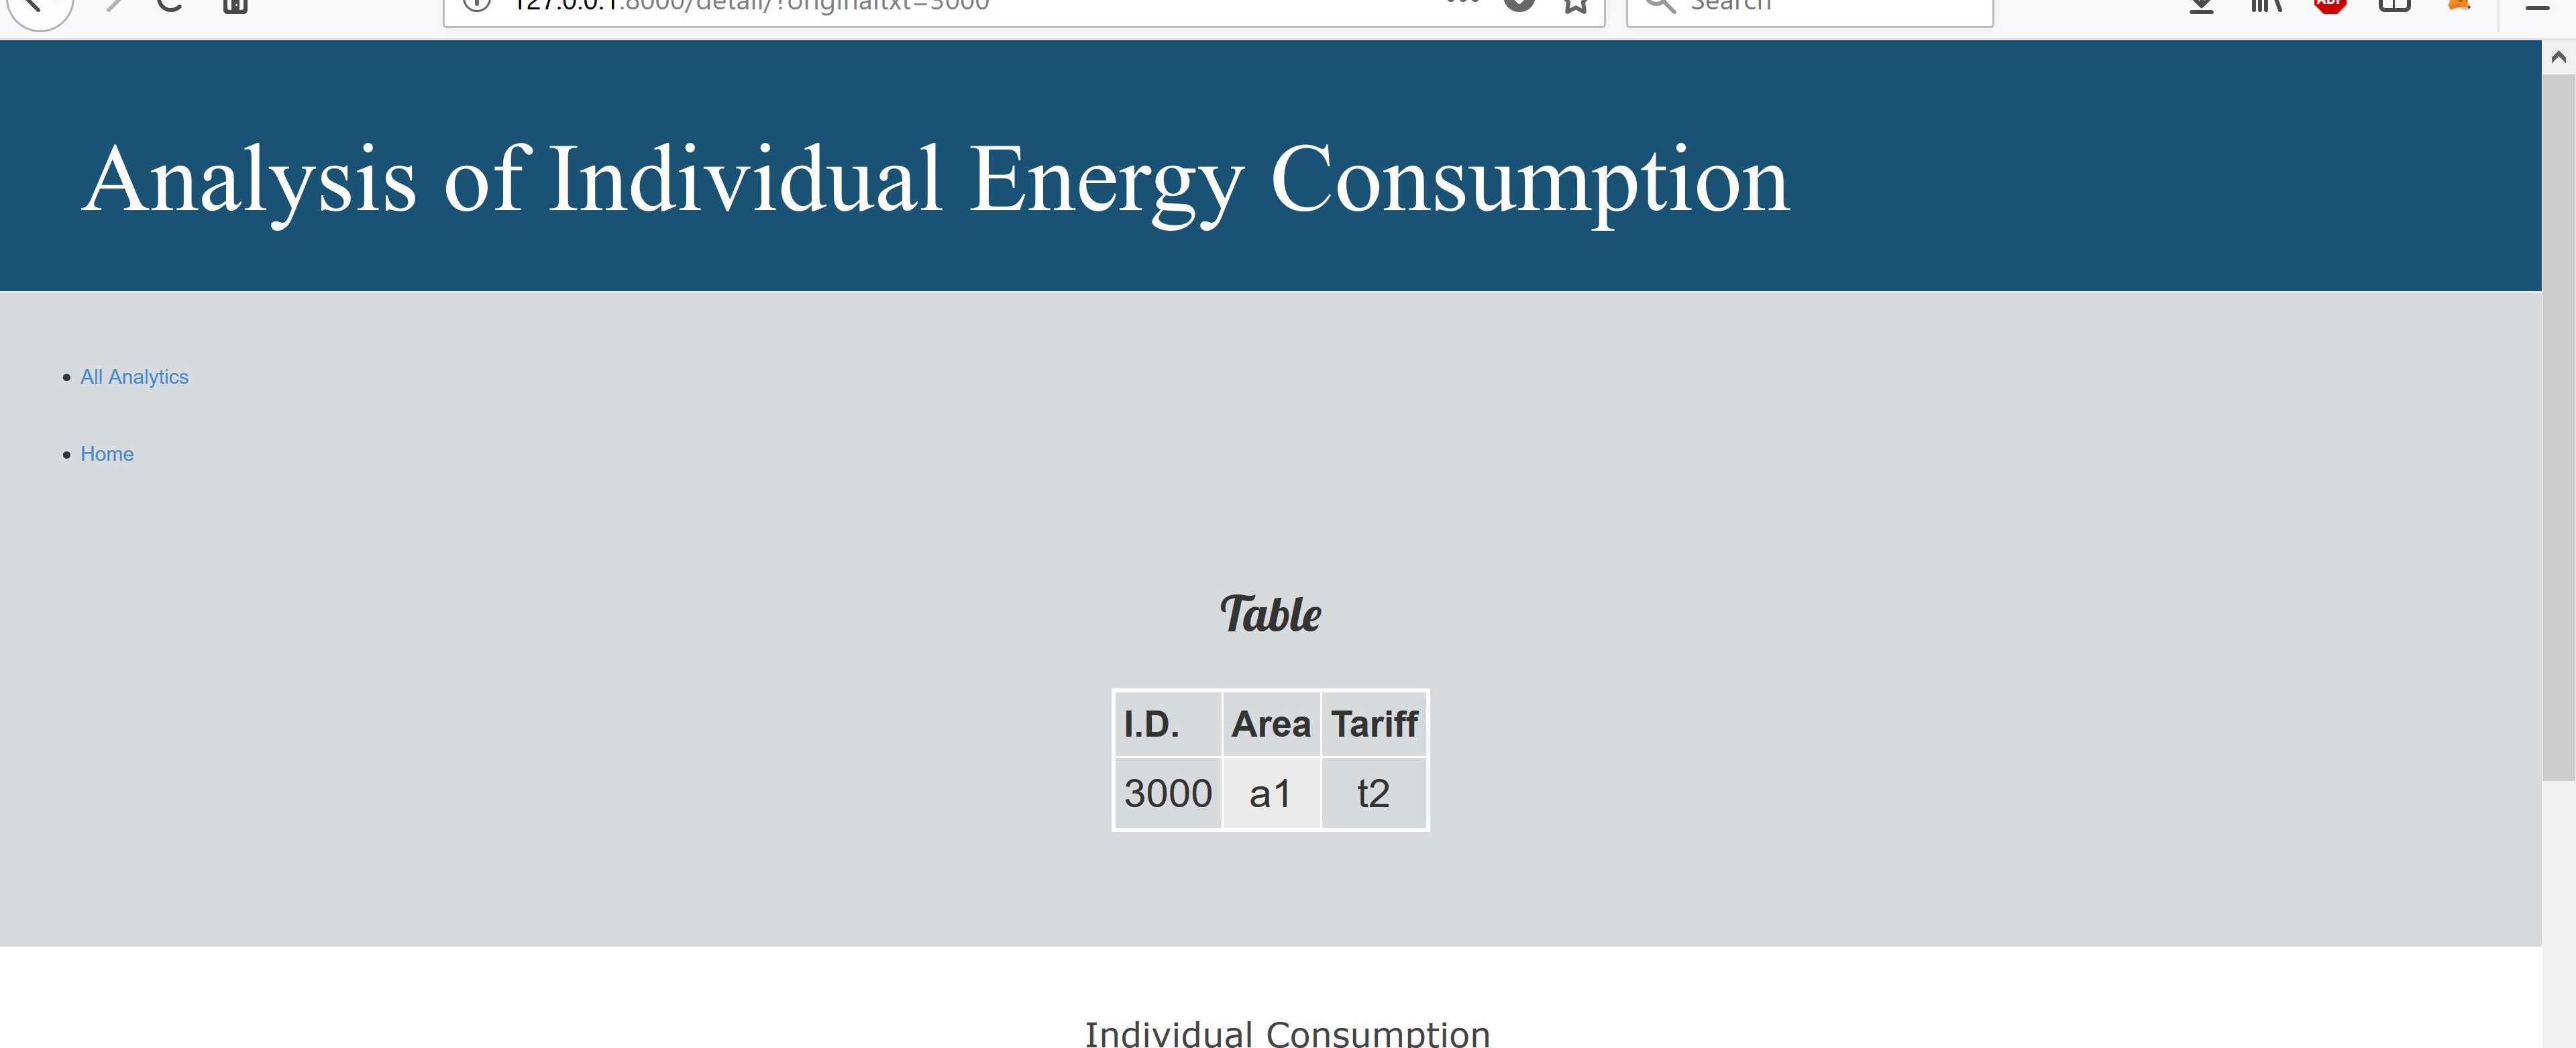 127.0.0.1:8000/detail/?originaltxt=3000
Search
ABP
Analysis of Individual Energy Consumption
All Analytics
Home
Table
I.D. Area Tariff
3000 a1 t2
Individual Consumption